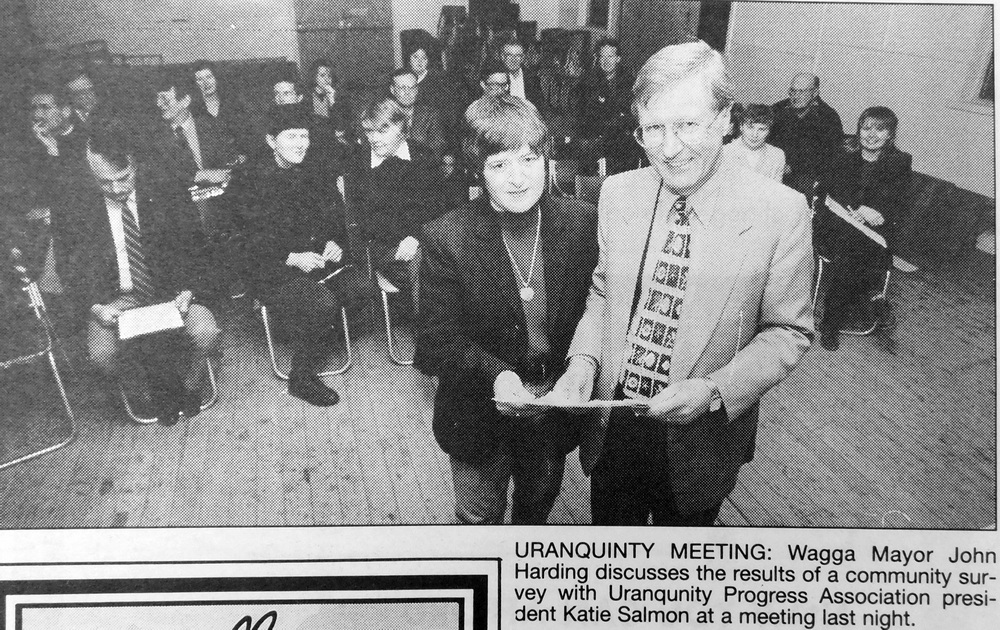 URANQUINTY MEETING: Wagga Mayor John
Harding discusses the results of a community sur-
vey with Uranqunity Progress Association presi-
dent Katie Salmon at a meeting last night.